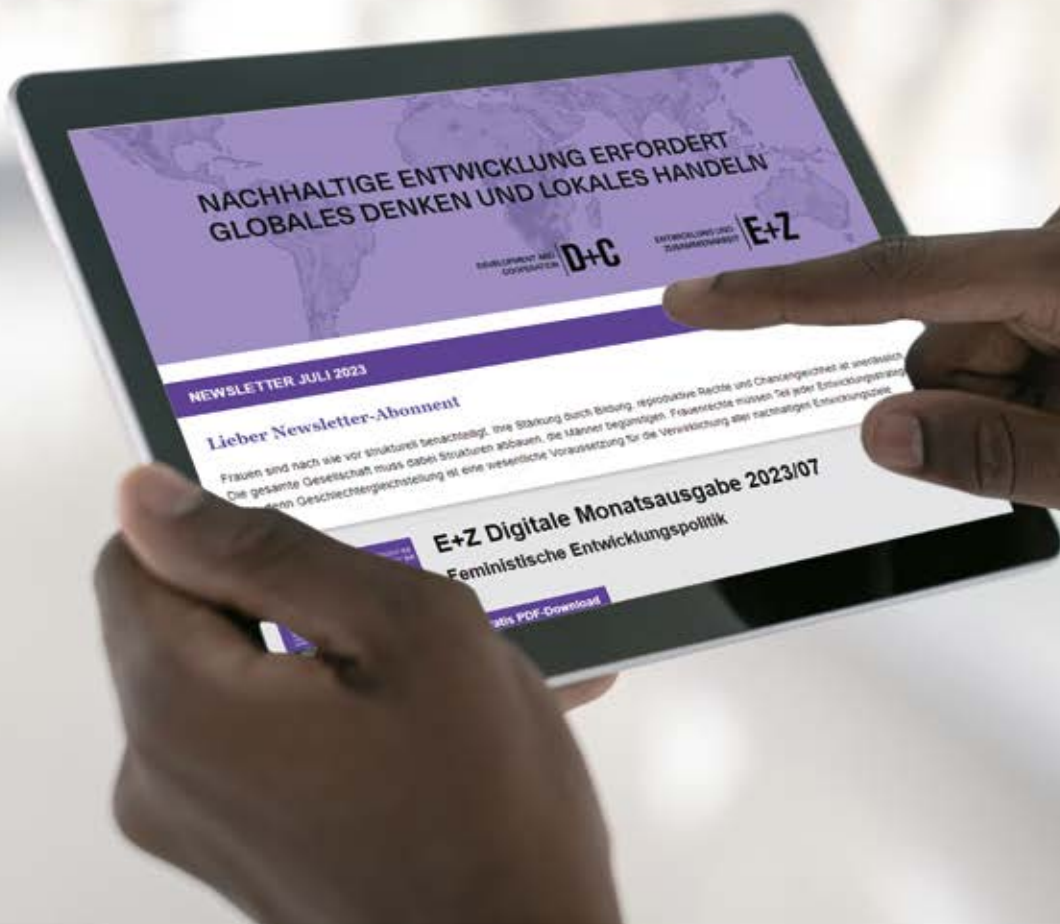 NACHHALTIGE ENTWICKLUNG ERFORDERT
GLOBALES DENKEN UND LOKALES HANDELN
DEVELOPMENT AND
COOPERATION
D+C
ENTWICKLUNG UND
ZUSAMMENARBEIT
E+Z
NEWSLETTER JULI 2023
Lieber Newsletter-Abonnent
Frauen sind nach wie vor strukturell benachteiligt. Ihre Stärkung durch Bildung, reproduktive Rechte und Chancengleichheit ist unerlässlich.
Die gesamte Gesellschaft muss dabei Strukturen abbauen, die Männer begünstigen. Frauenrechte müssen Teil jeder
denn Geschlechtergleichstellung ist eine wesentliche Voraussetzung für die Verwirklichung aller nachhaltigen Entwicklungsziele.
E+Z Digitale Monatsausgabe 2023/07
Feministische Entwicklungspolitik
atis PDF-Download